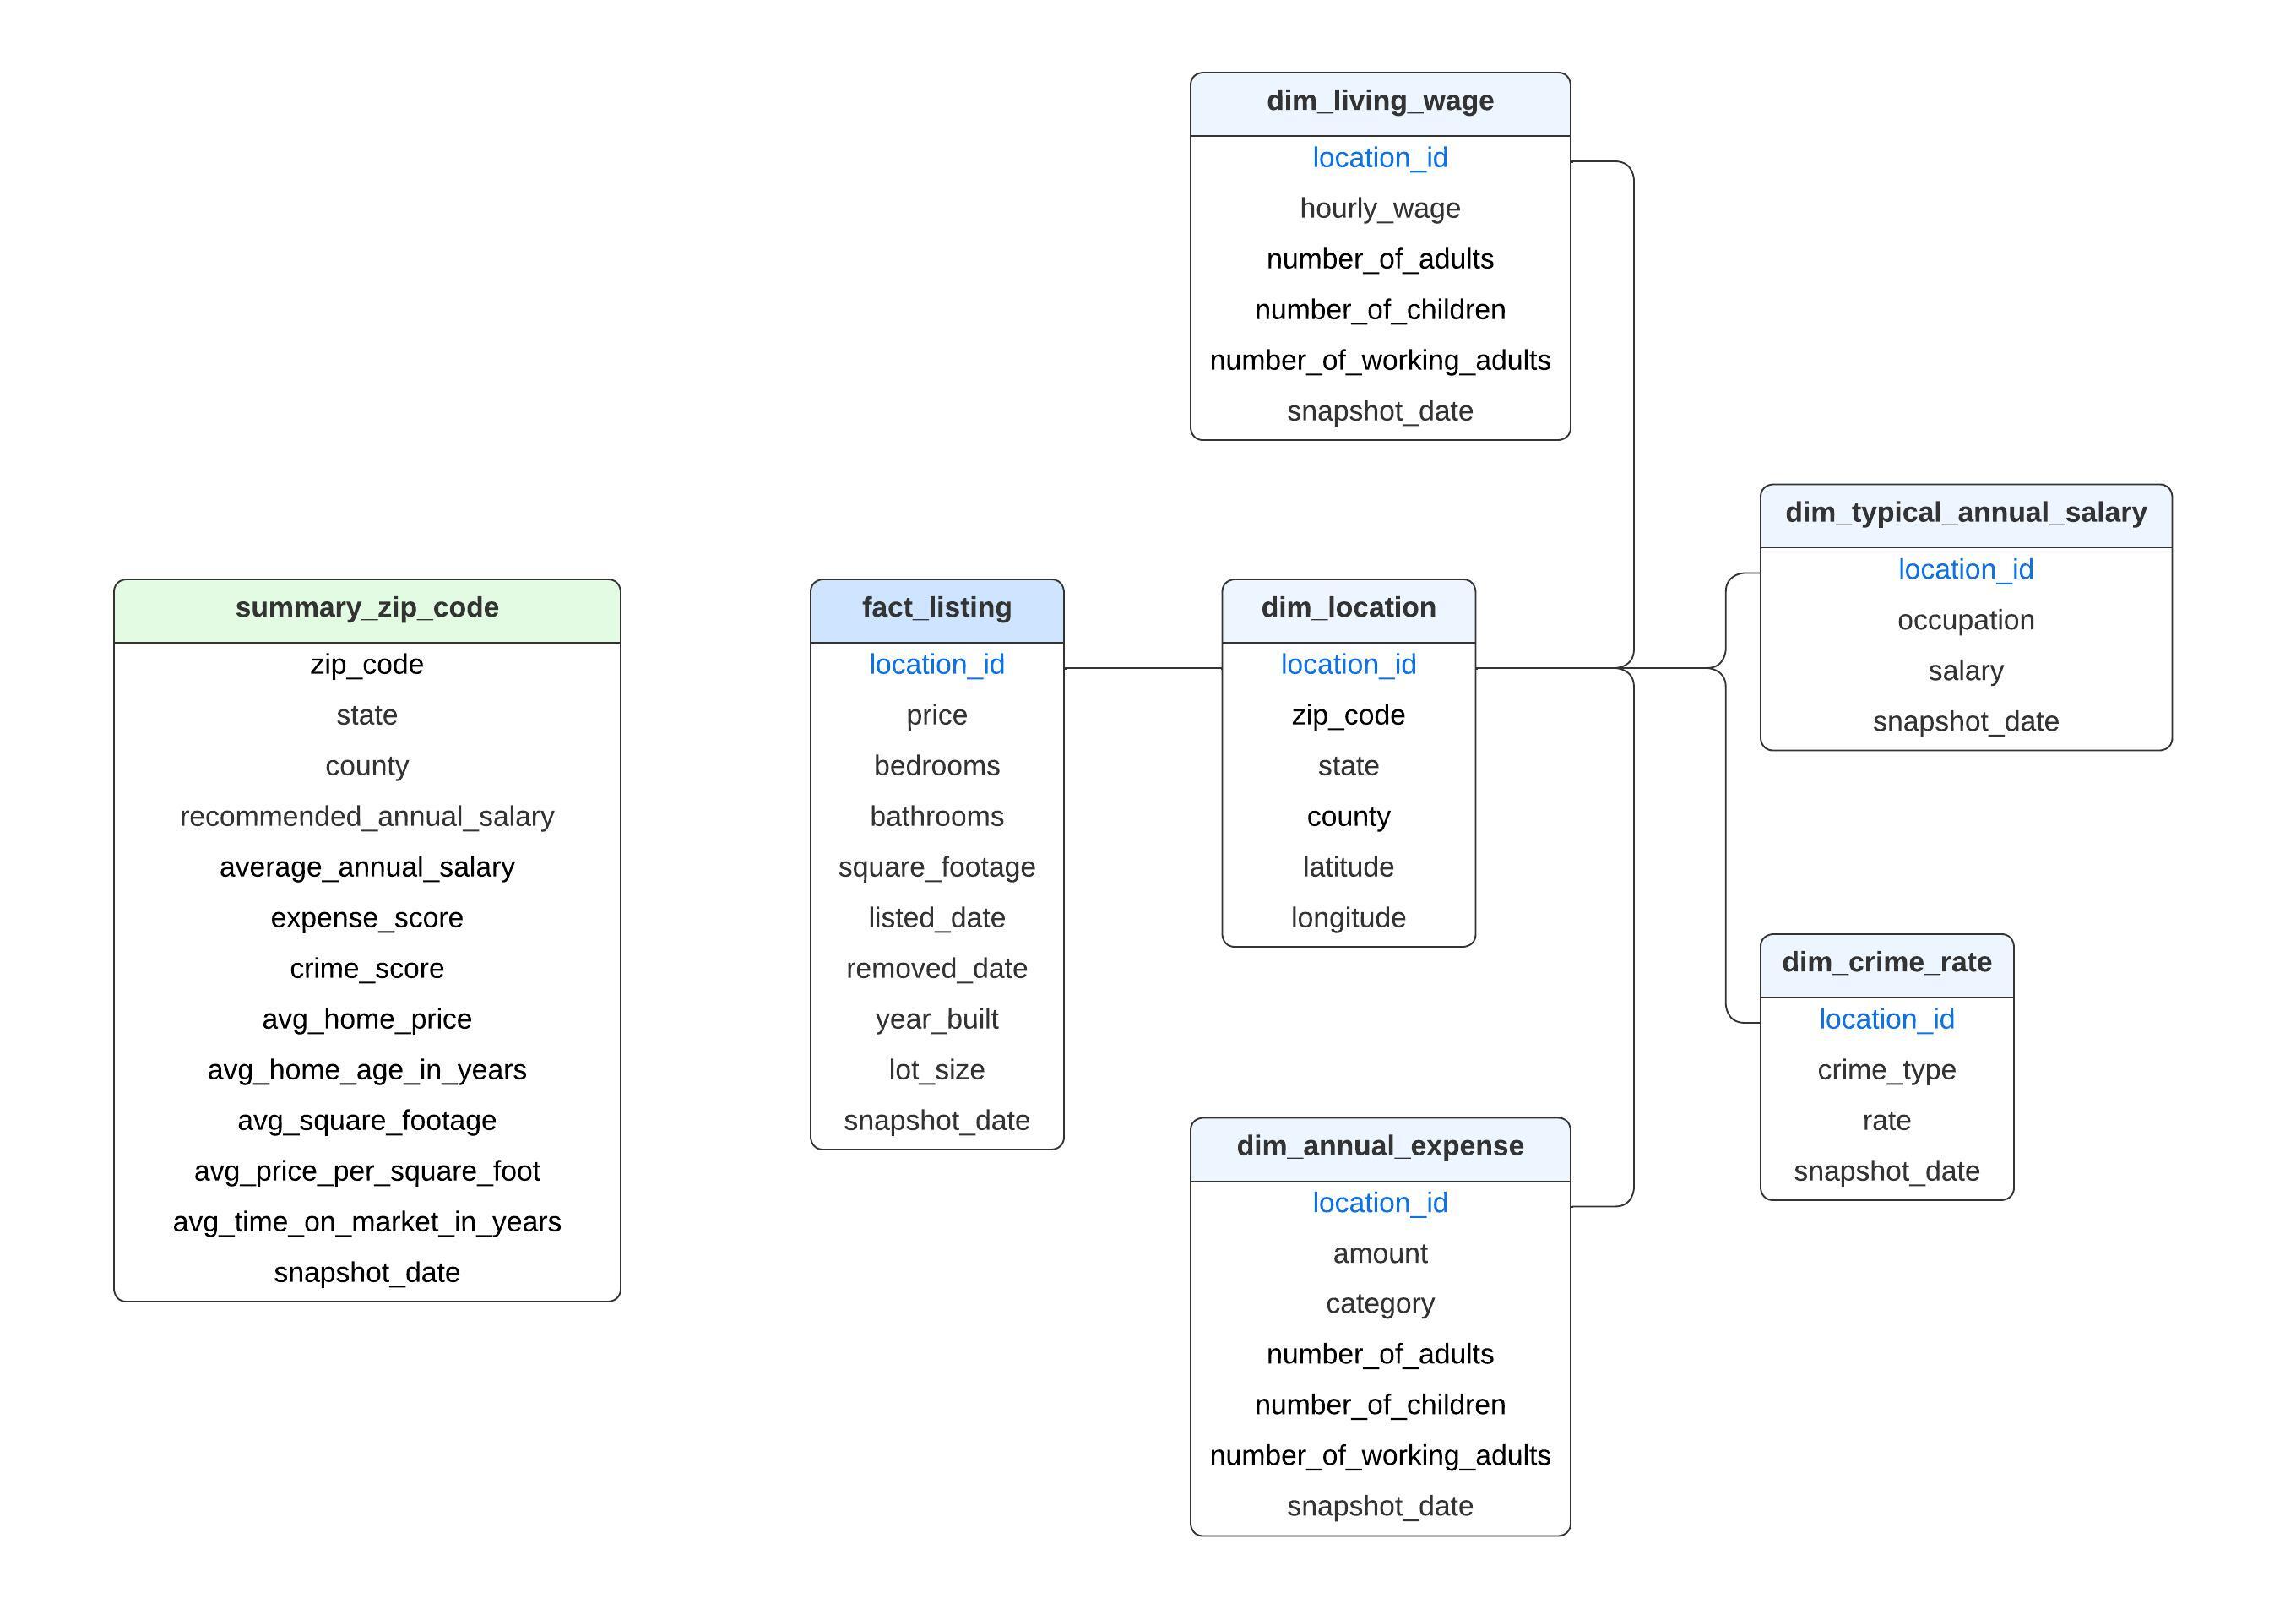 dim_living_wage
location_id
hourly_wage
number_of_adults
number_of_children
number_of_working_adults
snapshot_date
dim_typical_annual_salary
location_id
occupation
salary
snapshot_date
summary_zip_code
zip_code
state
county
recommended_annual_salary
average_annual_salary
expense_score
crime_score
avg_home_price
avg_home_age_in_years
avg_square_footage
avg_price_per_square_foot
avg_time_on_market_in_years
snapshot_date
fact_listing
location_id
price
bedrooms
bathrooms
square_footage
listed_date
removed_date
year_built
lot_size
snapshot_date
dim_location
location_id
zip_code
state
county
latitude
longitude
dim_crime_rate
location_id
crime_type
rate
snapshot_date
dim_annual_expense
location_id
amount
category
number_of_adults
number_of_children
number_of_working_adults
snapshot_date